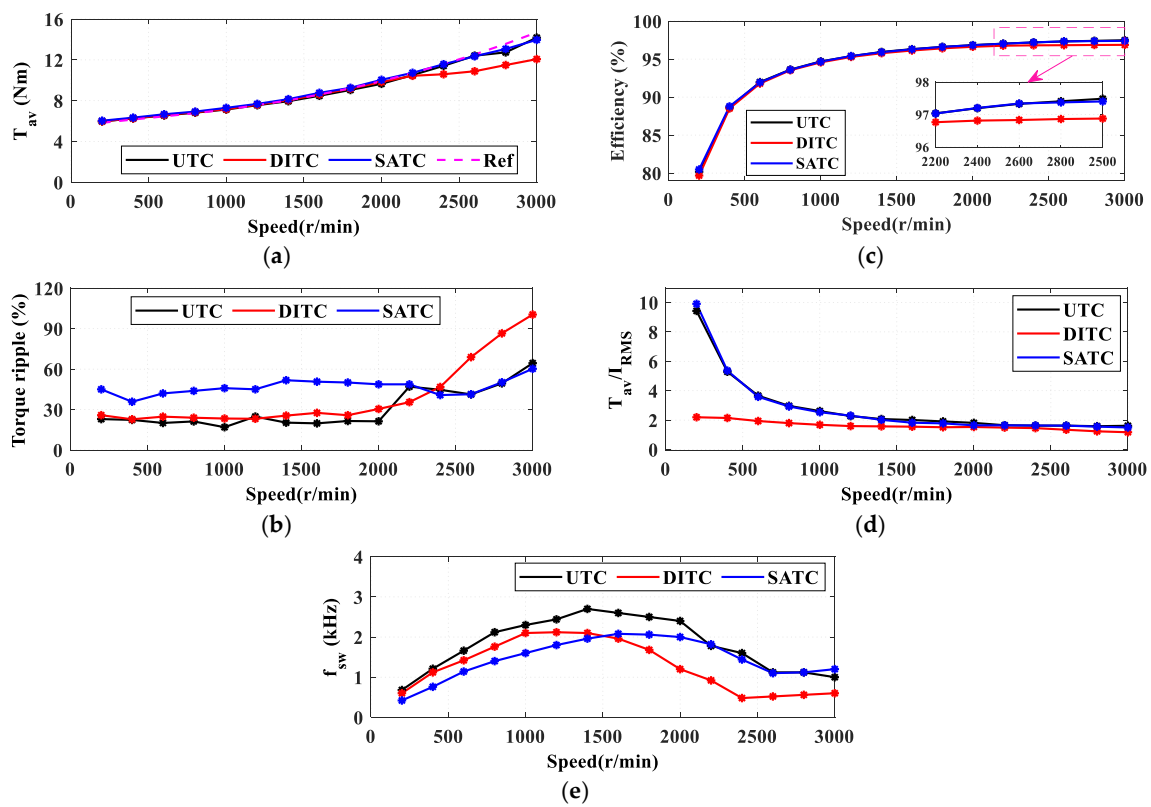 16
12
8
4
0
T_av (Nm)
UTC DITC SATC Ref
0 500 1000 1500 2000 2500 3000
Speed(r/min)
(a)
100
95
90
85
80
Efficiency (%)
98
97
96
2200 2400 2600 2800 2500
UTC
DITC
SATC
0 500 1000 1500 2000 2500 3000
Speed(r/min)
(c)
120
90
60
30
0
Torque ripple (%)
UTC DITC SATC
0 500 1000 1500 2000 2500 3000
Speed(r/min)
(b)
10
8
6
4
2
0
T_av/I_RMS
UTC
DITC
SATC
0 500 1000 1500 2000 2500 3000
Speed(r/min)
(d)
4
3
2
1
0
f_sw (kHz)
UTC DITC SATC
0 500 1000 1500 2000 2500 3000
Speed(r/min)
(e)